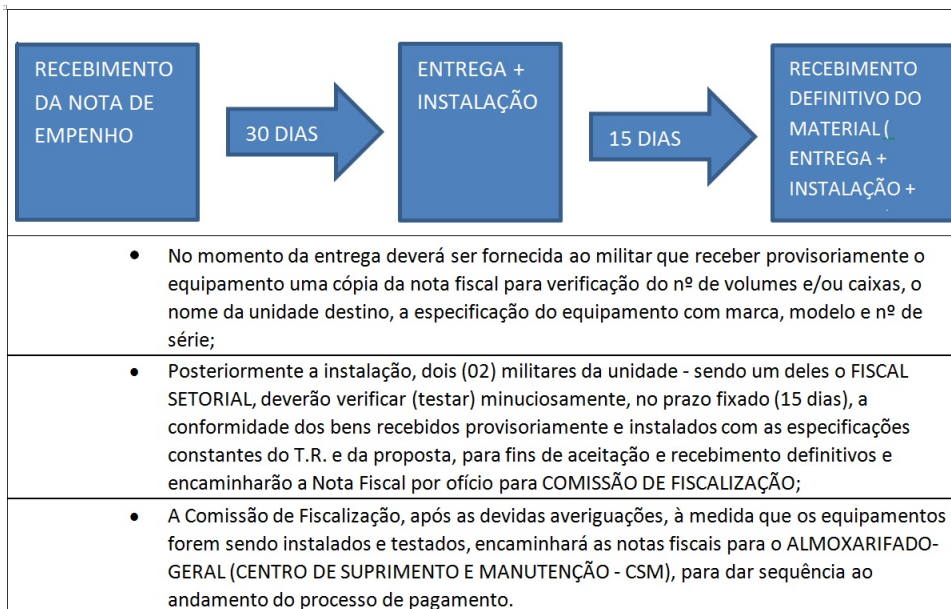 RECEBIMENTO
DA NOTA DE
EMPENHO
30 DIAS
ENTREGA +
INSTALAÇÃO
15 DIAS
RECEBIMENTO
DEFINITIVO DO
MATERIAL (
ENTREGA +
INSTALAÇÃO +
• No momento da entrega deverá ser fornecida ao militar que receber provisoriamente o
equipamento uma cópia da nota fiscal para verificação do nº de volumes e/ou caixas, o
nome da unidade destino, a especificação do equipamento com marca, modelo e nº de
série;
• Posteriormente a instalação, dois (02) militares da unidade - sendo um deles o FISCAL
SETORIAL, deverão verificar (testar) minuciosamente, no prazo fixado (15 dias), a
conformidade dos bens recebidos provisoriamente e instalados com as especificações
constantes do T.R. e da proposta, para fins de aceitação e recebimento definitivos e
encaminharão a Nota Fiscal por ofício para COMISSÃO DE FISCALIZAÇÃO;
• A Comissão de Fiscalização, após as devidas averiguações, à medida que os equipamentos
forem sendo instalados e testados, encaminhará as notas fiscais para o ALMOXARIFADO-
GERAL (CENTRO DE SUPRIMENTO E MANUTENÇÃO - CSM), para dar sequência ao
andamento do processo de pagamento.